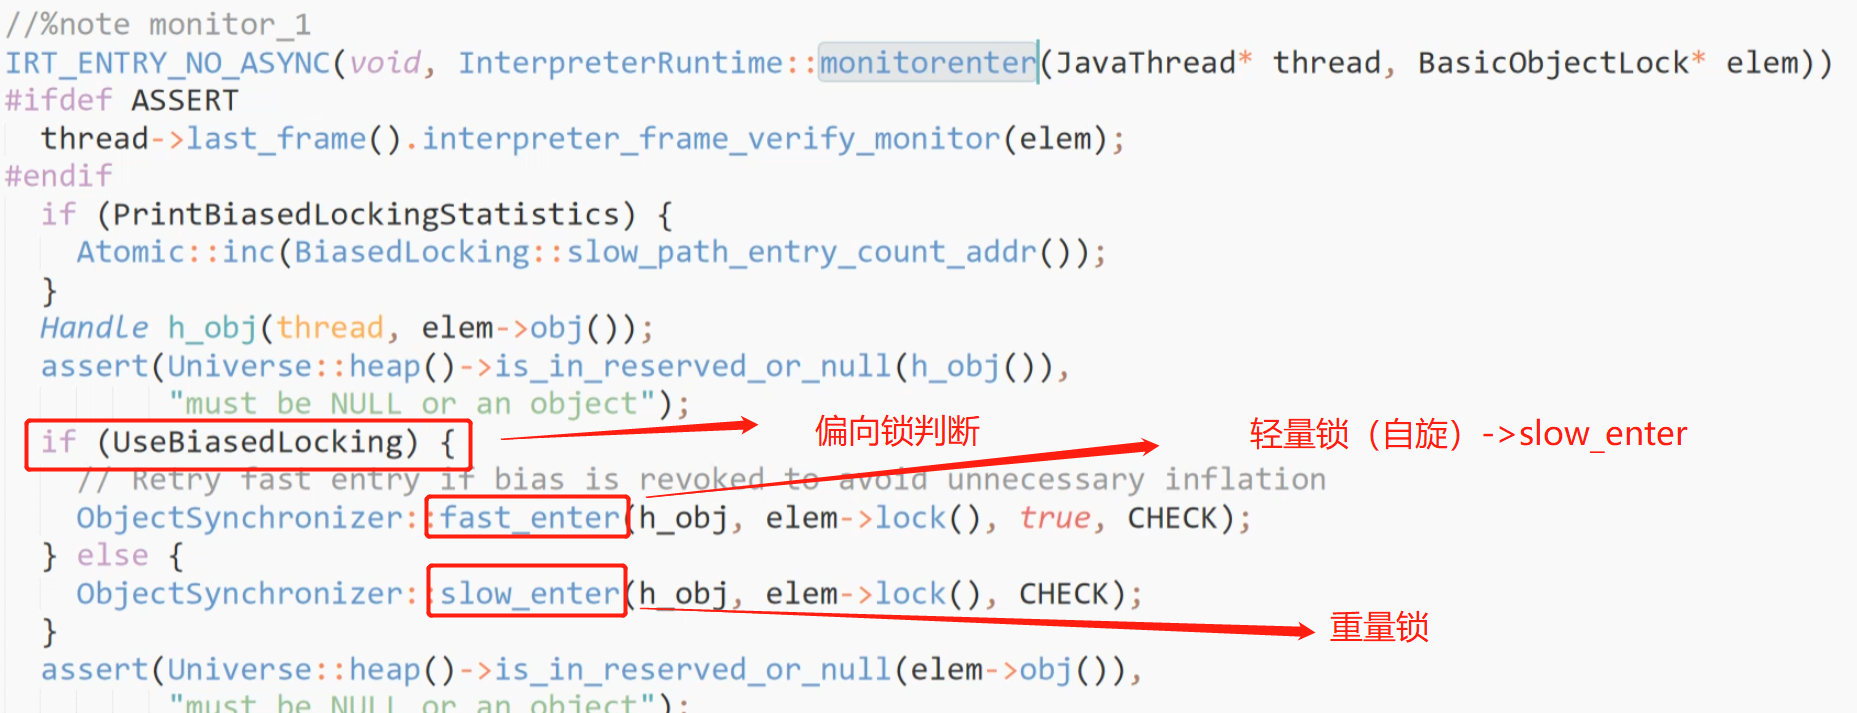 //%note monitor_1
IRT_ENTRY_NO_ASYNC(void, InterpreterRuntime::monitorenter(JavaThread* thread, BasicObjectLock* elem))
#ifdef ASSERT
thread->last_frame().interpreter_frame_verify_monitor(elem);
#endif
if (PrintBiasedLockingStatistics) {
Atomic::inc(BiasedLocking::slow_path_entry_count_addr());
}
Handle h_obj(thread, elem->obj());
assert(Universe::heap()->is_in_reserved_or_null(h_obj()),
"must be NULL or an object");
if (UseBiasedLocking) {
偏向锁判断
轻量锁（自旋）->slow_enter
// Retry fast entry if bias is revoked to avoid unnecessary inflation
ObjectSynchronizer::fast_enter(h_obj, elem->lock(), true, CHECK);
} else {
ObjectSynchronizer::slow_enter(h_obj, elem->lock(), CHECK);
}
重量锁
assert(Universe::heap()->is_in_reserved_or_null(elem->obj()),
"must be NULL or an object");